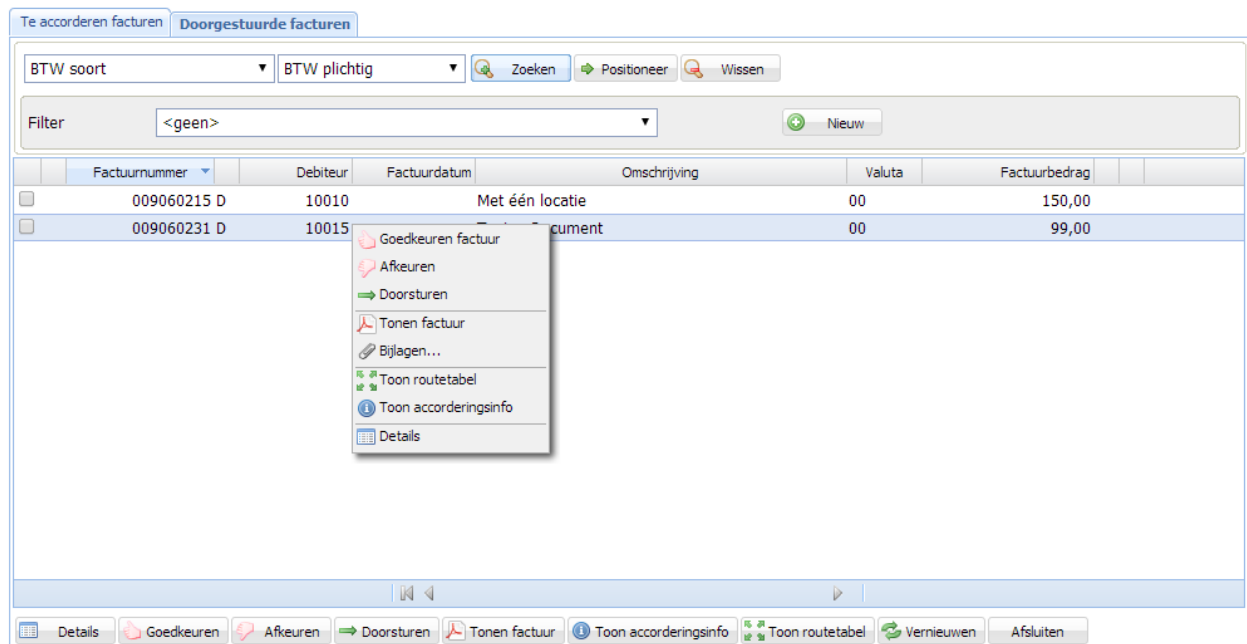 Te accorderen facturen Doorgestuurde facturen
BTW soort BTW plichtig Zoeken Positioneer Wissen
Filter <geen> Nieuw
Factuurnummer Debiteur Factuurdatum Omschrijving Valuta Factuurbedrag
009060215 D 10010 Met één locatie 00 150,00
009060231 D 10015 00 99,00
Goedkeuren factuur
Afkeuren
Doorsturen
Tonen factuur
Bijlagen...
Toon routetabel
Toon accorderingsinfo
Details
Details Goedkeuren Afkeuren Doorsturen Tonen factuur Toon accorderingsinfo Toon routetabel Vernieuwen Afsluiten